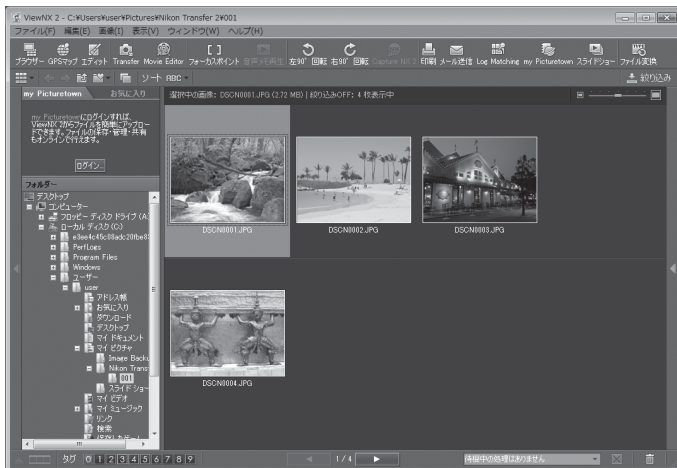 ViewNX 2 - C:¥Users¥user¥Pictures¥Nikon Transfer 2¥001
ファイル(F) 編集(E) 画像(I) 表示(V) ウィンドウ(W) ヘルプ(H)
ブラウザー GPSマップ エディット Transfer Movie Editor フォーカスポイント 音声メモ再生 左90° 回転 右90° 回転 Capture NX 2 印刷 メール送信 Log Matching my Picturetown スライドショー ファイル変換
ソート ABC 絞り込み
my Picturetown お気に入り
選択中の画像: DSCN0001.JPG (2.72 MB) | 絞り込みOFF: 4 枚表示中
my Picturetownにログインすれば、
ViewNX 2からファイルを簡単にアップロー
ドできます。ファイルの保存・管理・共有
もオンラインで行えます。
ログイン...
フォルダー
デスクトップ
コンピューター
フロッピー ディスク ドライブ (A:
ローカル ディスク (C:)
PerfLogs
Program Files
Windows
ユーザー
user
アドレス帳
お気に入り
ダウンロード
デスクトップ
マイ ドキュメント
マイ ピクチャ
Image Backu
Nikon Trans
001
スライド ショー
マイ ビデオ
マイ ミュージック
リンク
検索
DSCN0001.JPG
DSCN0002.JPG
DSCN0003.JPG
DSCN0004.JPG
タグ 0 1 2 3 4 5 6 7 8 9
1 / 4
待機中の処理はありません